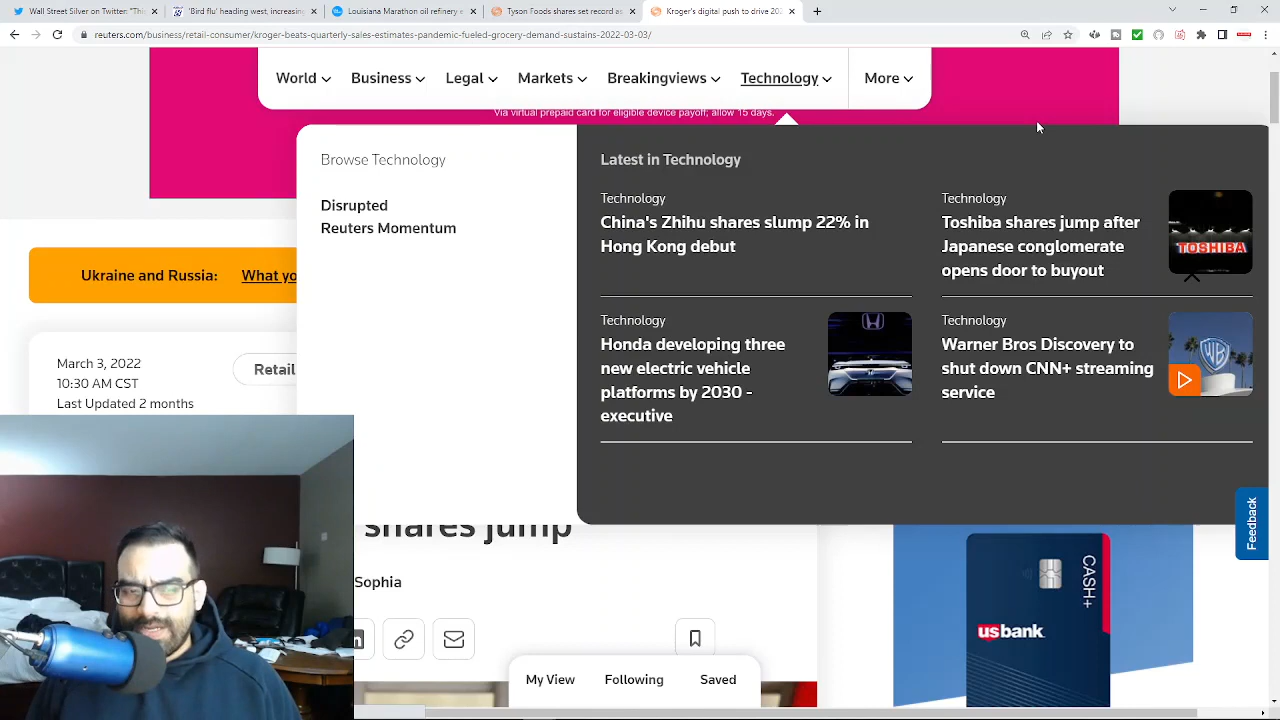 Wall Street Silver on Twitter: "Thi
'Bird flu' heading west, increasing
Millions of
Tyson Foods shares set record as
Kroger's digital push to drive 202
reuters.com/business/retail-consumer/kroger-beats-quarterly-sales-estimates-pandemic-fueled-grocery-demand-sustains-2022-03-03/
World Business Legal Markets Breakingviews Technology More
Via virtual prepaid card for eligible device payoff; allow 15 days.
Browse Technology
Disrupted
Reuters Momentum
Latest in Technology
Technology
China's Zhihu shares slump 22% in
Hong Kong debut
Technology
Toshiba shares jump after
Japanese conglomerate
opens door to buyout
TOSHIBA
Technology
Honda developing three
new electric vehicle
platforms by 2030 -
executive
Technology
Warner Bros Discovery to
shut down CNN+ streaming
service
Ukraine and Russia: What yo
March 3, 2022
10:30 AM CST
Last Updated 2 months
Retail
shares jump
Sophia
My View Following Saved
Feedback
CASH+
usbank